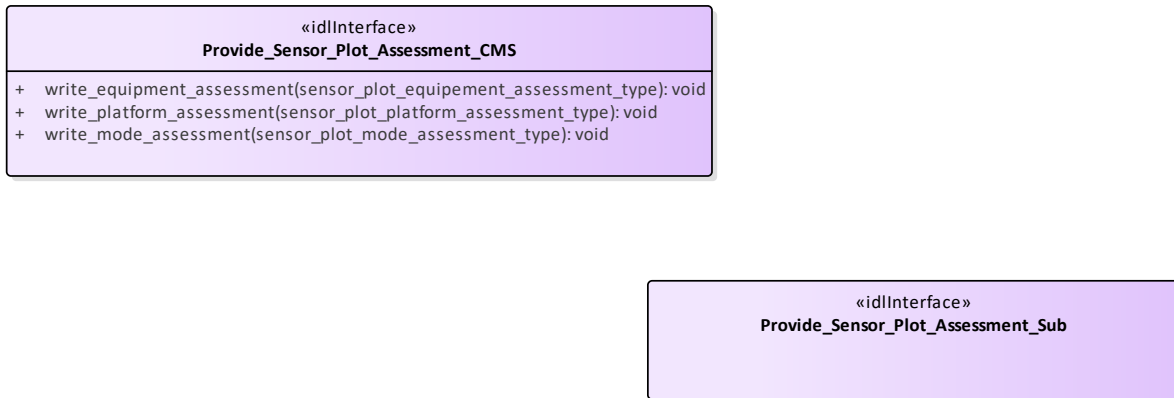 «idlInterface»
Provide_Sensor_Plot_Assessment_CMS
+ write_equipment_assessment(sensor_plot_equipement_assessment_type): void
+ write_platform_assessment(sensor_plot_platform_assessment_type): void
+ write_mode_assessment(sensor_plot_mode_assessment_type): void
«idlInterface»
Provide_Sensor_Plot_Assessment_Sub